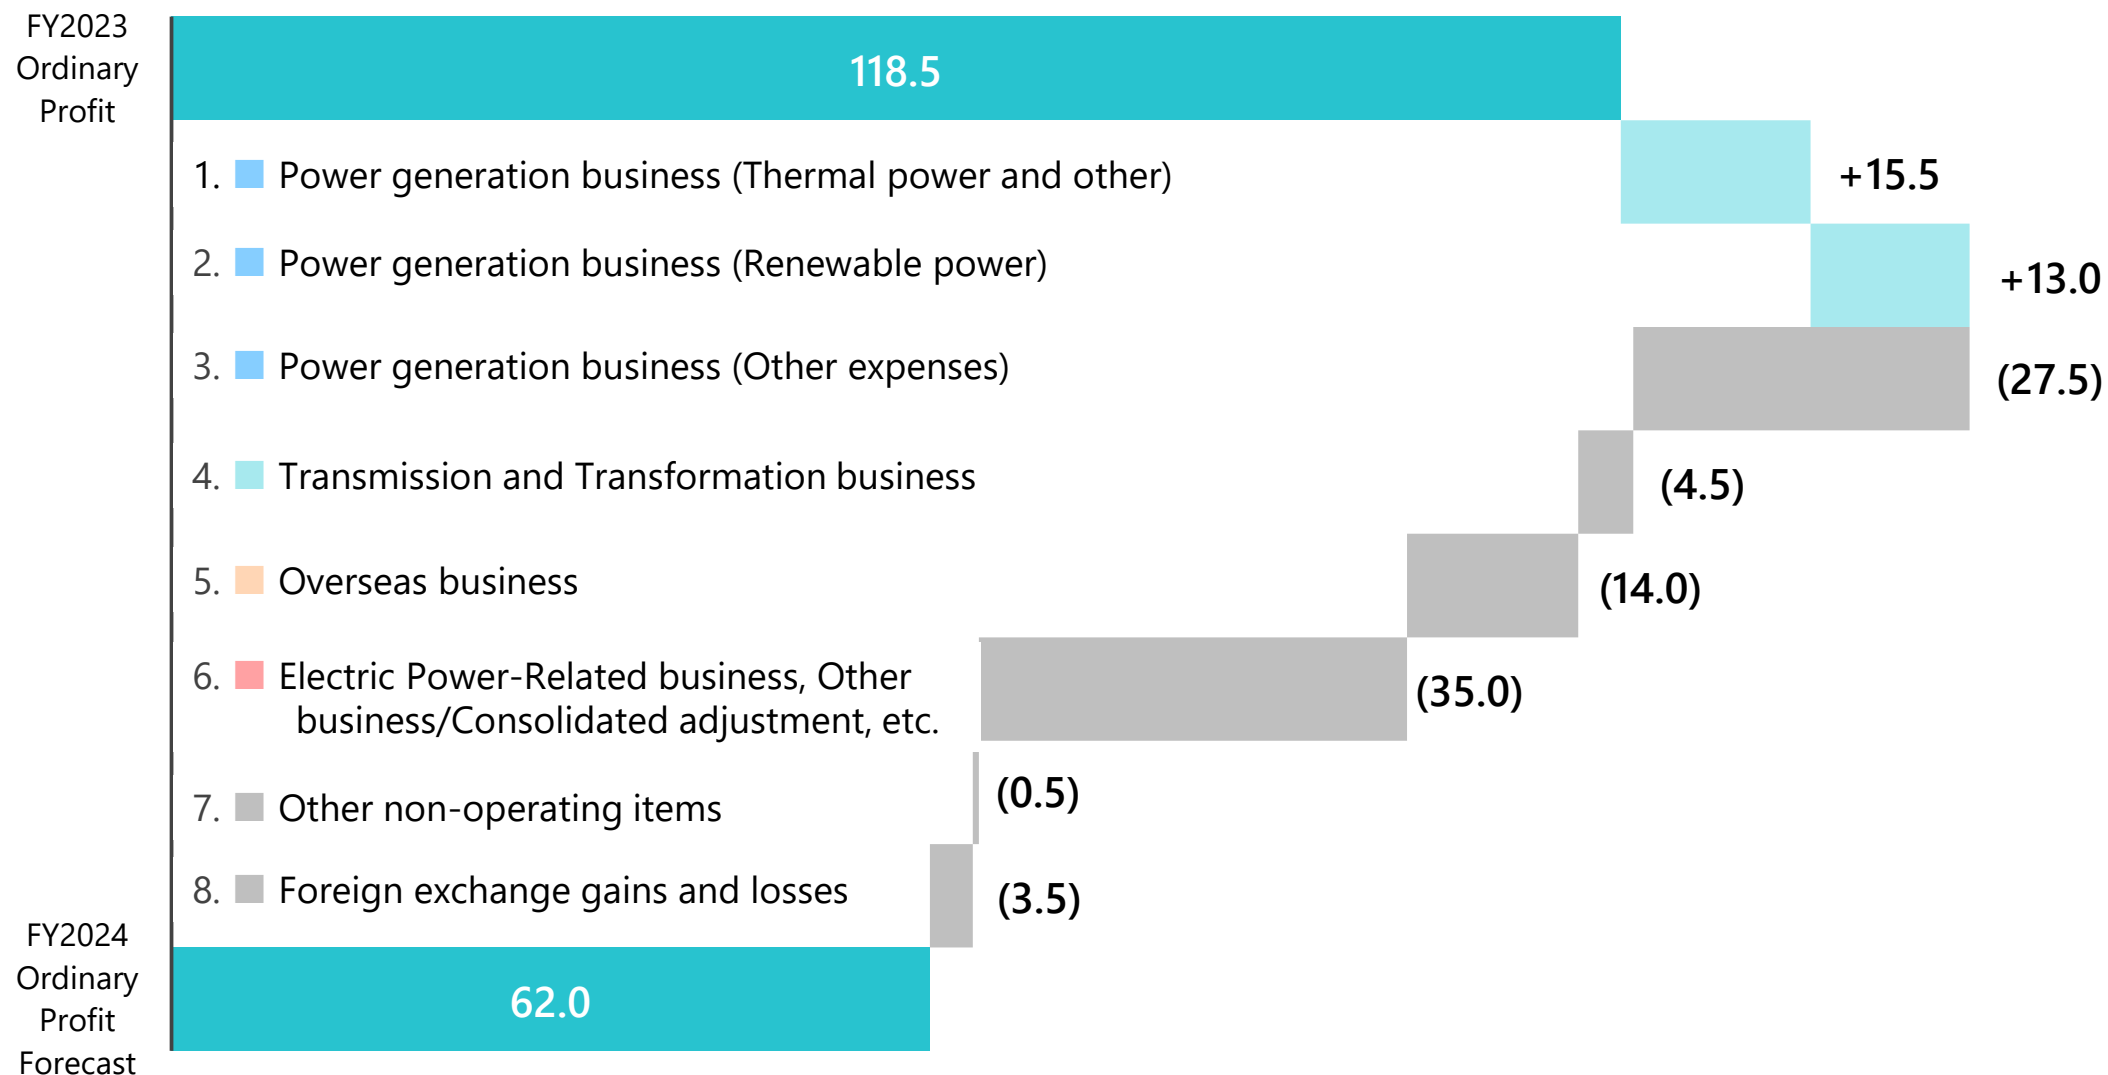 FY2023
Ordinary
Profit
118.5
1. Power generation business (Thermal power and other)
+15.5
2. Power generation business (Renewable power)
+13.0
3. Power generation business (Other expenses)
(27.5)
4. Transmission and Transformation business
(4.5)
5. Overseas business
(14.0)
6. Electric Power-Related business, Other
business/Consolidated adjustment, etc.
(35.0)
7. Other non-operating items
(0.5)
8. Foreign exchange gains and losses
(3.5)
FY2024
Ordinary
Profit
Forecast
62.0